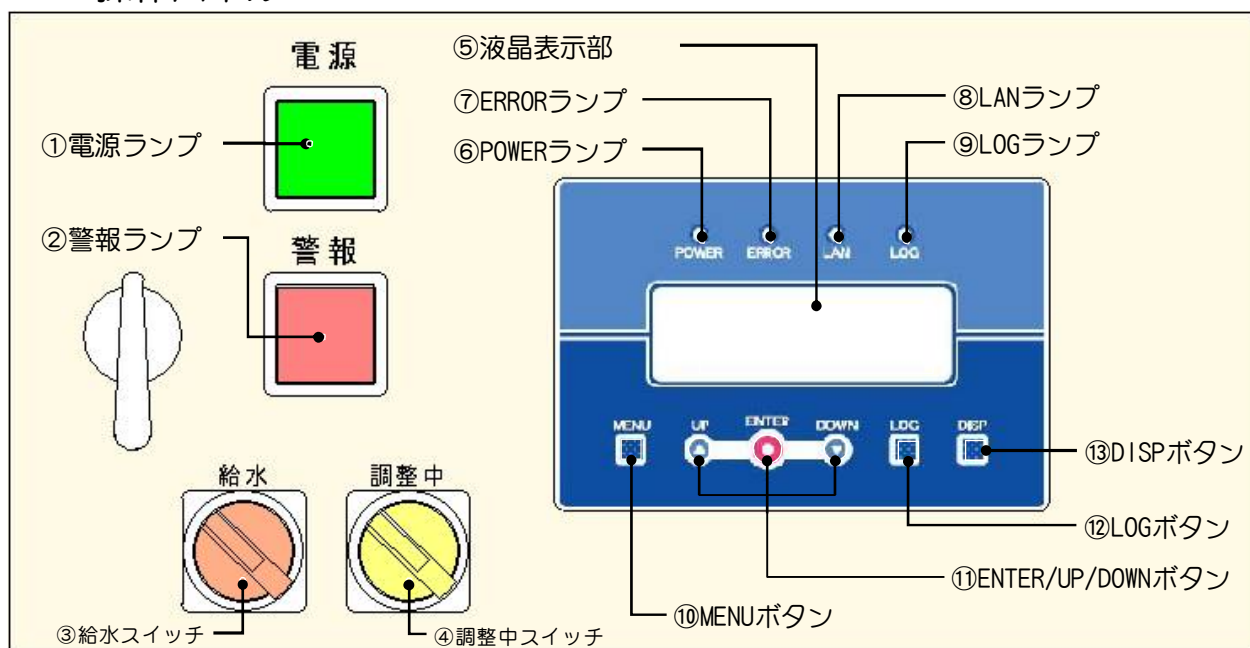 電源
⑤液晶表示部
⑦ERRORランプ
⑧LANランプ
①電源ランプ
⑥POWERランプ
⑨LOGランプ
②警報ランプ
警報
POWER ERROR LAN LOG
MENU UP ENTER DOWN LOG DISP
⑬DISPボタン
給水 調整中
⑫LOGボタン
⑪ENTER/UP/DOWNボタン
⑩MENUボタン
③給水スイッチ
④調整中スイッチ